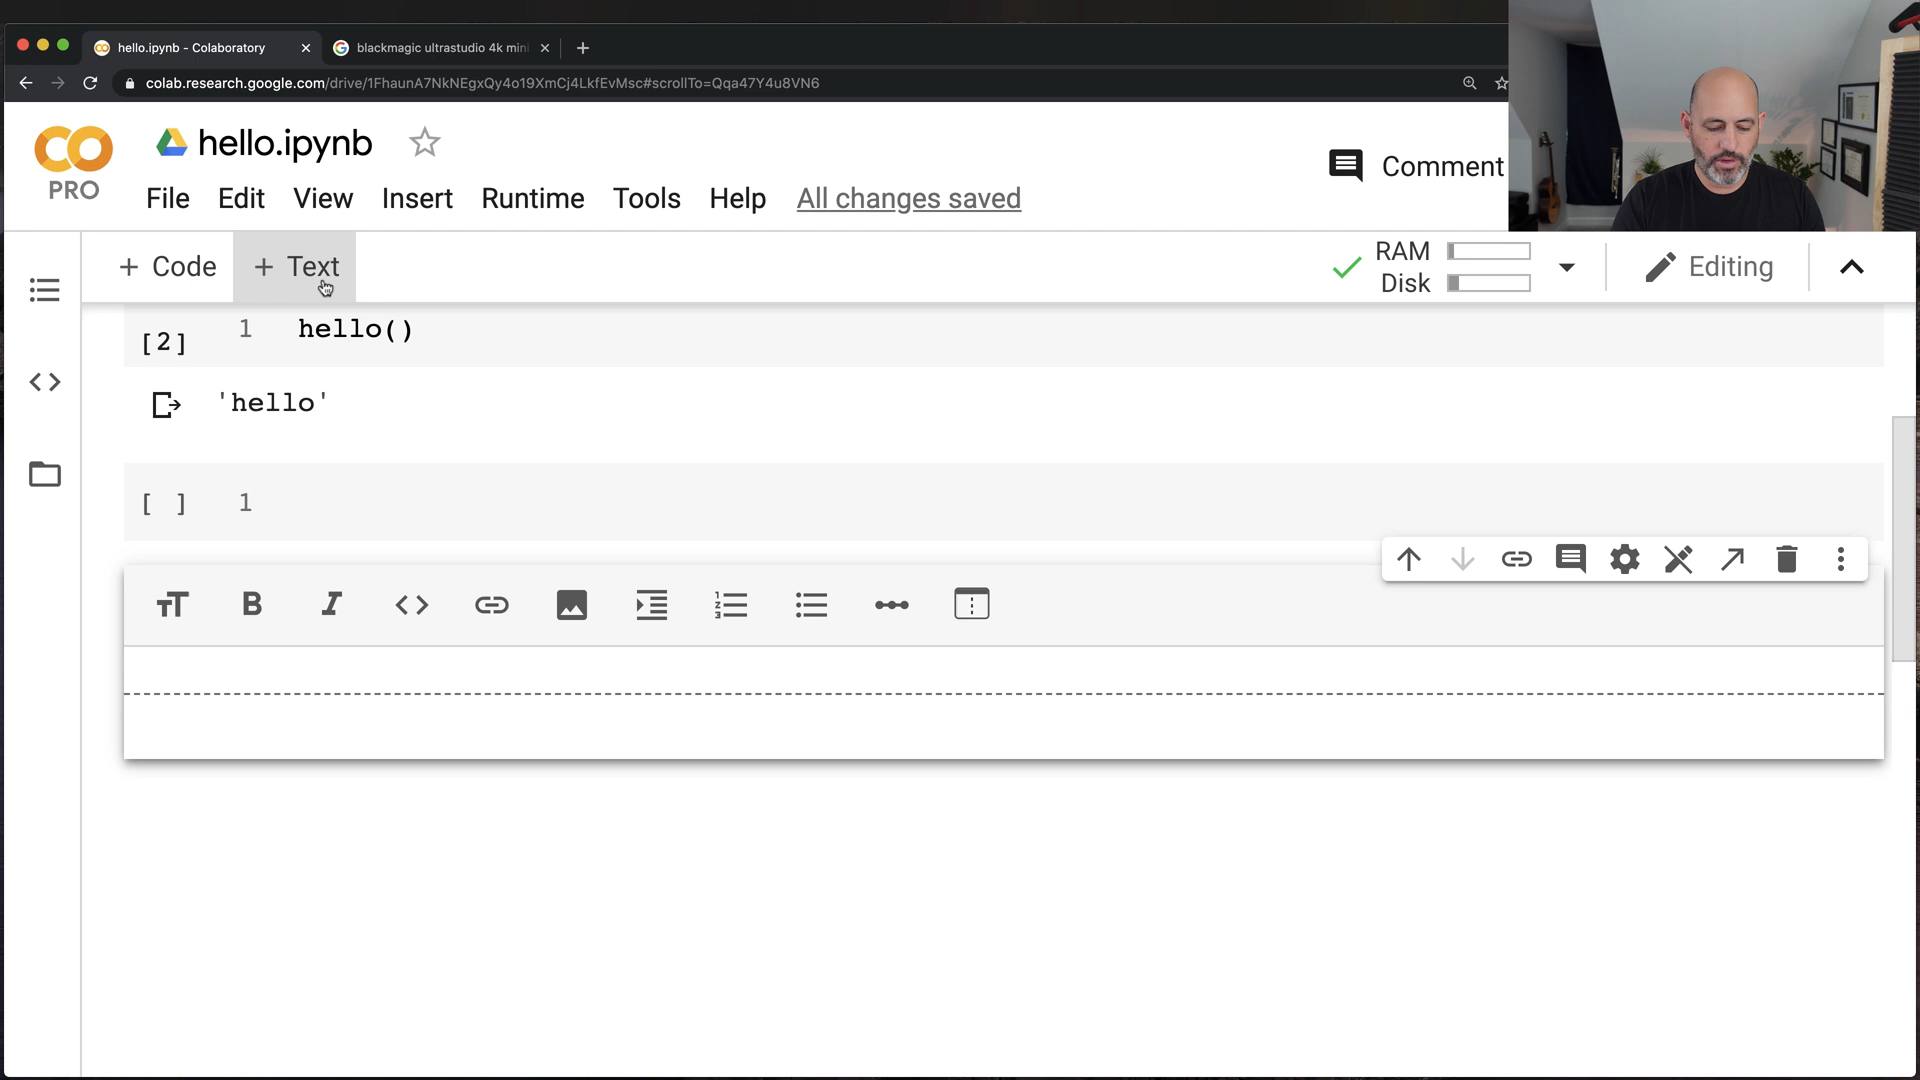 hello.ipynb - Colaboratory
blackmagic ultrastudio 4k mini
colab.research.google.com/drive/1FhaunA7NkNEgxQy4o19XmCj4LkfEvMsc#scrollTo=Qqa47Y4u8VN6
CO
PRO
hello.ipynb
Comment
File Edit View Insert Runtime Tools Help All changes saved
+ Code + Text
RAM
Disk
Editing
[2] 1 hello()
'hello'
[ ] 1